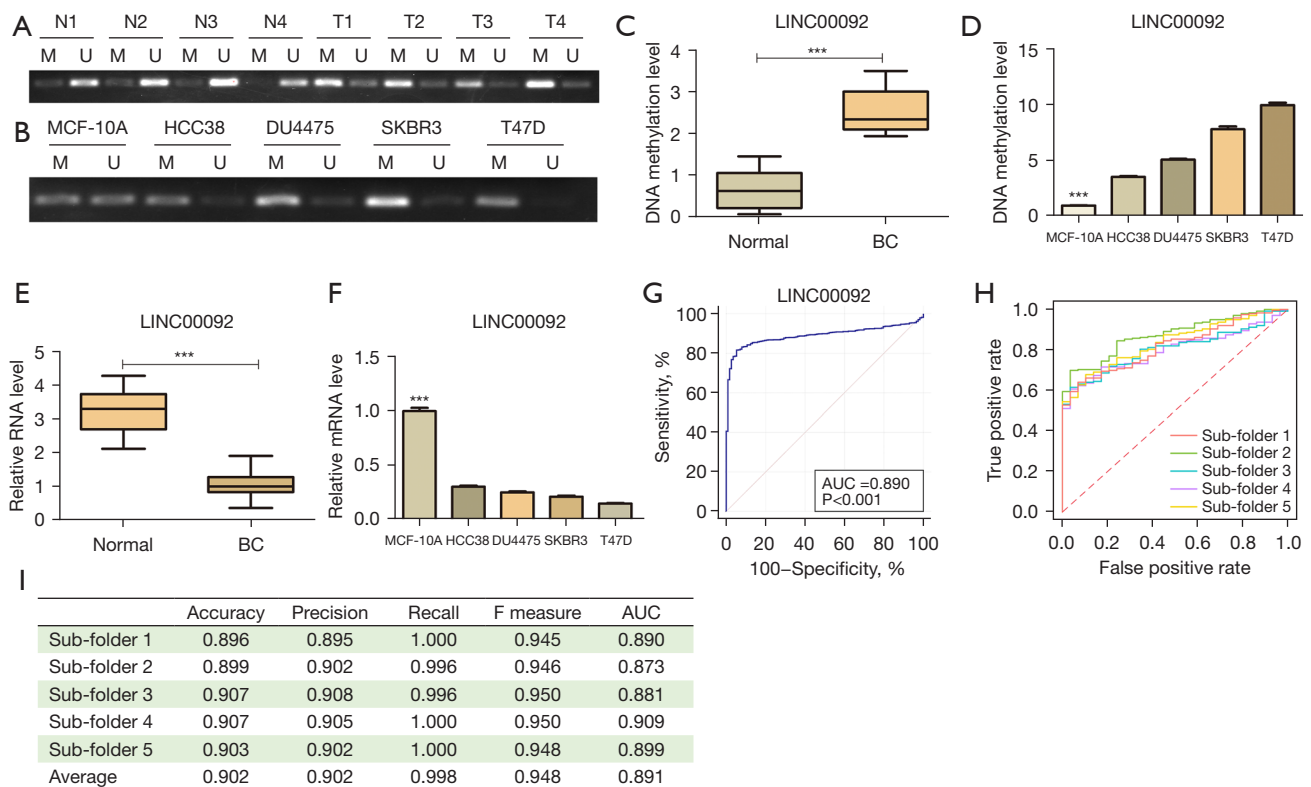 A
N1 N2 N3 N4 T1 T2 T3 T4
M U M U M U M U M U M U M U M U
B
MCF-10A HCC38 DU4475 SKBR3 T47D
M U M U M U M U M U
C
LINC00092
DNA methylation level
4
3
2
1
0
***
Normal BC
D
LINC00092
DNA methylation level
15
10
5
0
***
MCF-10A HCC38 DU4475 SKBR3 T47D
E
LINC00092
Relative RNA level
5
4
3
2
1
0
***
Normal BC
F
LINC00092
Relative mRNA leve
1.5
1.0
0.5
0.0
***
MCF-10A HCC38 DU4475 SKBR3 T47D
G
LINC00092
Sensitivity, %
100
80
60
40
20
0
AUC =0.890
P<0.001
0 20 40 60 80 100
100–Specificity, %
H
True positive rate
1.0
0.8
0.6
0.4
0.2
0.0
Sub-folder 1
Sub-folder 2
Sub-folder 3
Sub-folder 4
Sub-folder 5
0.0 0.2 0.4 0.6 0.8 1.0
False positive rate
I
Accuracy Precision Recall F measure AUC
Sub-folder 1 0.896 0.895 1.000 0.945 0.890
Sub-folder 2 0.899 0.902 0.996 0.946 0.873
Sub-folder 3 0.907 0.908 0.996 0.950 0.881
Sub-folder 4 0.907 0.905 1.000 0.950 0.909
Sub-folder 5 0.903 0.902 1.000 0.948 0.899
Average 0.902 0.902 0.998 0.948 0.891